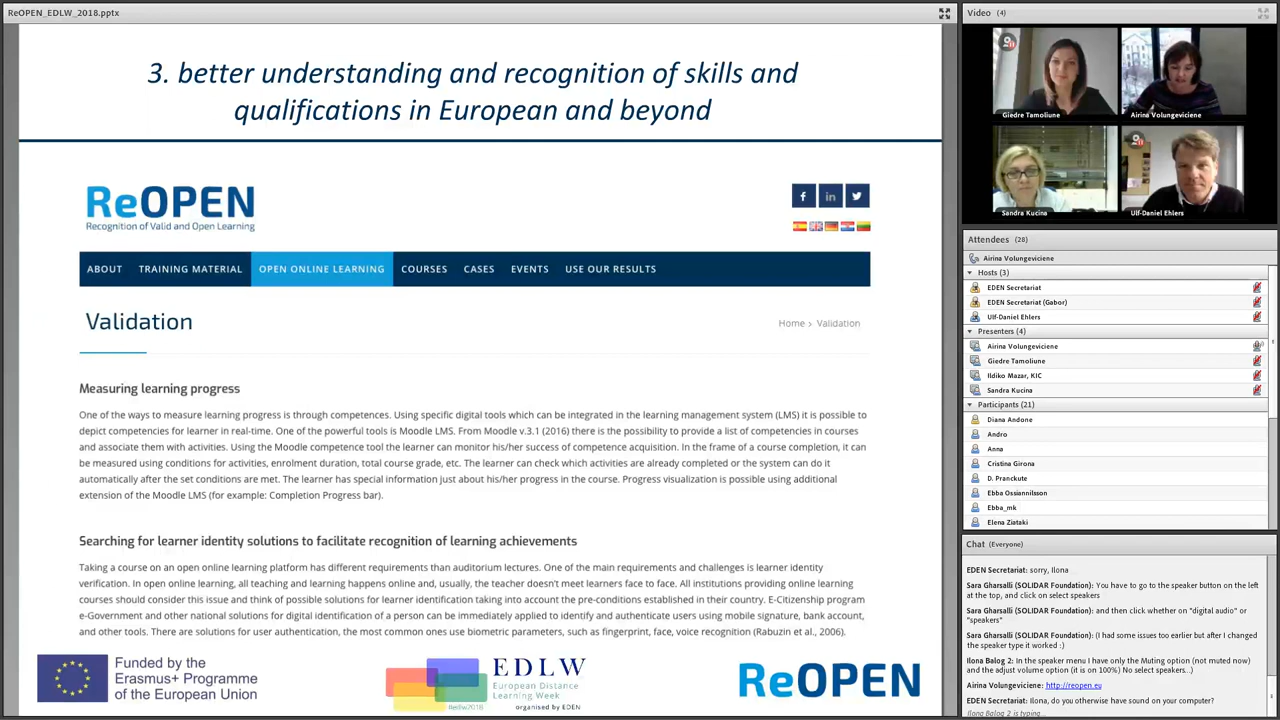 ReOPEN_EDLW_2018.pptx
3. better understanding and recognition of skills and
qualifications in European and beyond
ReOPEN
Recognition of Valid and Open Learning
ABOUT TRAINING MATERIAL OPEN ONLINE LEARNING COURSES CASES EVENTS USE OUR RESULTS
Validation
Home > Validation
Measuring learning progress
One of the ways to measure learning progress is through competences. Using specific digital tools which can be integrated in the learning management system (LMS) it is possible to
depict competencies for learner in real-time. One of the powerful tools is Moodle LMS. From Moodle v.3.1 (2016) there is the possibility to provide a list of competencies in courses
and associate them with activities. Using the Moodle competence tool the learner can monitor his/her success of competence acquisition. In the frame of a course completion, it can
be measured using conditions for activities, enrolment duration, total course grade, etc. The learner can check which activities are already completed or the system can do it
automatically after the set conditions are met. The learner has special information just about his/her progress in the course. Progress visualization is possible using additional
extension of the Moodle LMS (for example: Completion Progress bar).
Searching for learner identity solutions to facilitate recognition of learning achievements
Taking a course on an open online learning platform has different requirements than auditorium lectures. One of the main requirements and challenges is learner identity
verification. In open online learning, all teaching and learning happens online and, usually, the teacher doesn't meet learners face to face. All institutions providing online learning
courses should consider this issue and think of possible solutions for learner identification taking into account the pre-conditions established in their country. E-Citizenship program
e-Government and other national solutions for digital identification of a person can be immediately applied to identify and authenticate users using mobile signature, bank account,
and other tools. There are solutions for user authentication, the most common ones use biometric parameters, such as fingerprint, face, voice recognition (Rabuzin et al., 2006).
Funded by the
Erasmus+ Programme
of the European Union
#edlw2018
EDLW
European Distance
Learning Week
organised by EDEN
ReOPEN
Video (4)
Giedre Tamoliune
Airina Volungeviciene
Sandra Kucina
Ulf-Daniel Ehlers
Attendees (28)
Airina Volungeviciene
Hosts (3)
EDEN Secretariat
EDEN Secretariat (Gabor)
Ulf-Daniel Ehlers
Presenters (4)
Airina Volungeviciene
Giedre Tamoliune
Ildiko Mazar, KIC
Sandra Kucina
Participants (21)
Diana Andone
Andro
Anna
Cristina Girona
D. Pranckute
Ebba Ossiannilsson
Ebba_mk
Elena Ziataki
Chat (Everyone)
EDEN Secretariat: sorry, Ilona
Sara Gharsalli (SOLIDAR Foundation): You have to go to the speaker button on the left
at the top, and click on select speakers
Sara Gharsalli (SOLIDAR Foundation): and then click whether on "digital audio" or
"speakers"
Sara Gharsalli (SOLIDAR Foundation): (I had some issues too earlier but after I changed
the speaker type it worked :)
Ilona Balog 2: In the speaker menu I have only the Muting option (not muted now)
and the adjust volume option (it is on 100%) No select speakers...)
Airina Volungeviciene: http://reopen.eu
EDEN Secretariat: Ilona, do you otherwise have sound on your computer?
Ilona Balog 2 is typing...